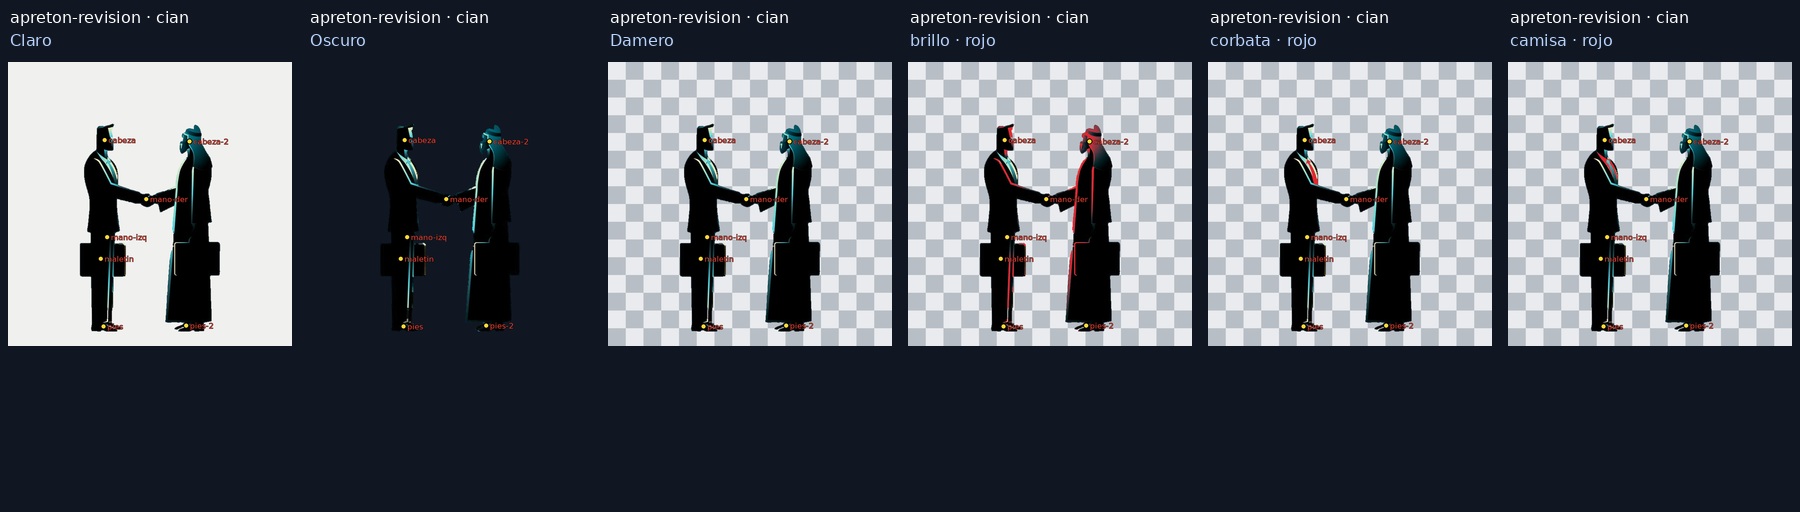 apreton-revision · cian
Claro
cabeza
cabeza-2
mano-der
mano-izq
maletin
pies
pies-2
apreton-revision · cian
Oscuro
cabeza
cabeza-2
mano-der
mano-izq
maletin
pies
pies-2
apreton-revision · cian
Damero
cabeza
cabeza-2
mano-der
mano-izq
maletin
pies
pies-2
apreton-revision · cian
brillo · rojo
cabeza
cabeza-2
mano-der
mano-izq
maletin
pies
pies-2
apreton-revision · cian
corbata · rojo
cabeza
cabeza-2
mano-der
mano-izq
maletin
pies
pies-2
apreton-revision · cian
camisa · rojo
cabeza
cabeza-2
mano-der
mano-izq
maletin
pies
pies-2